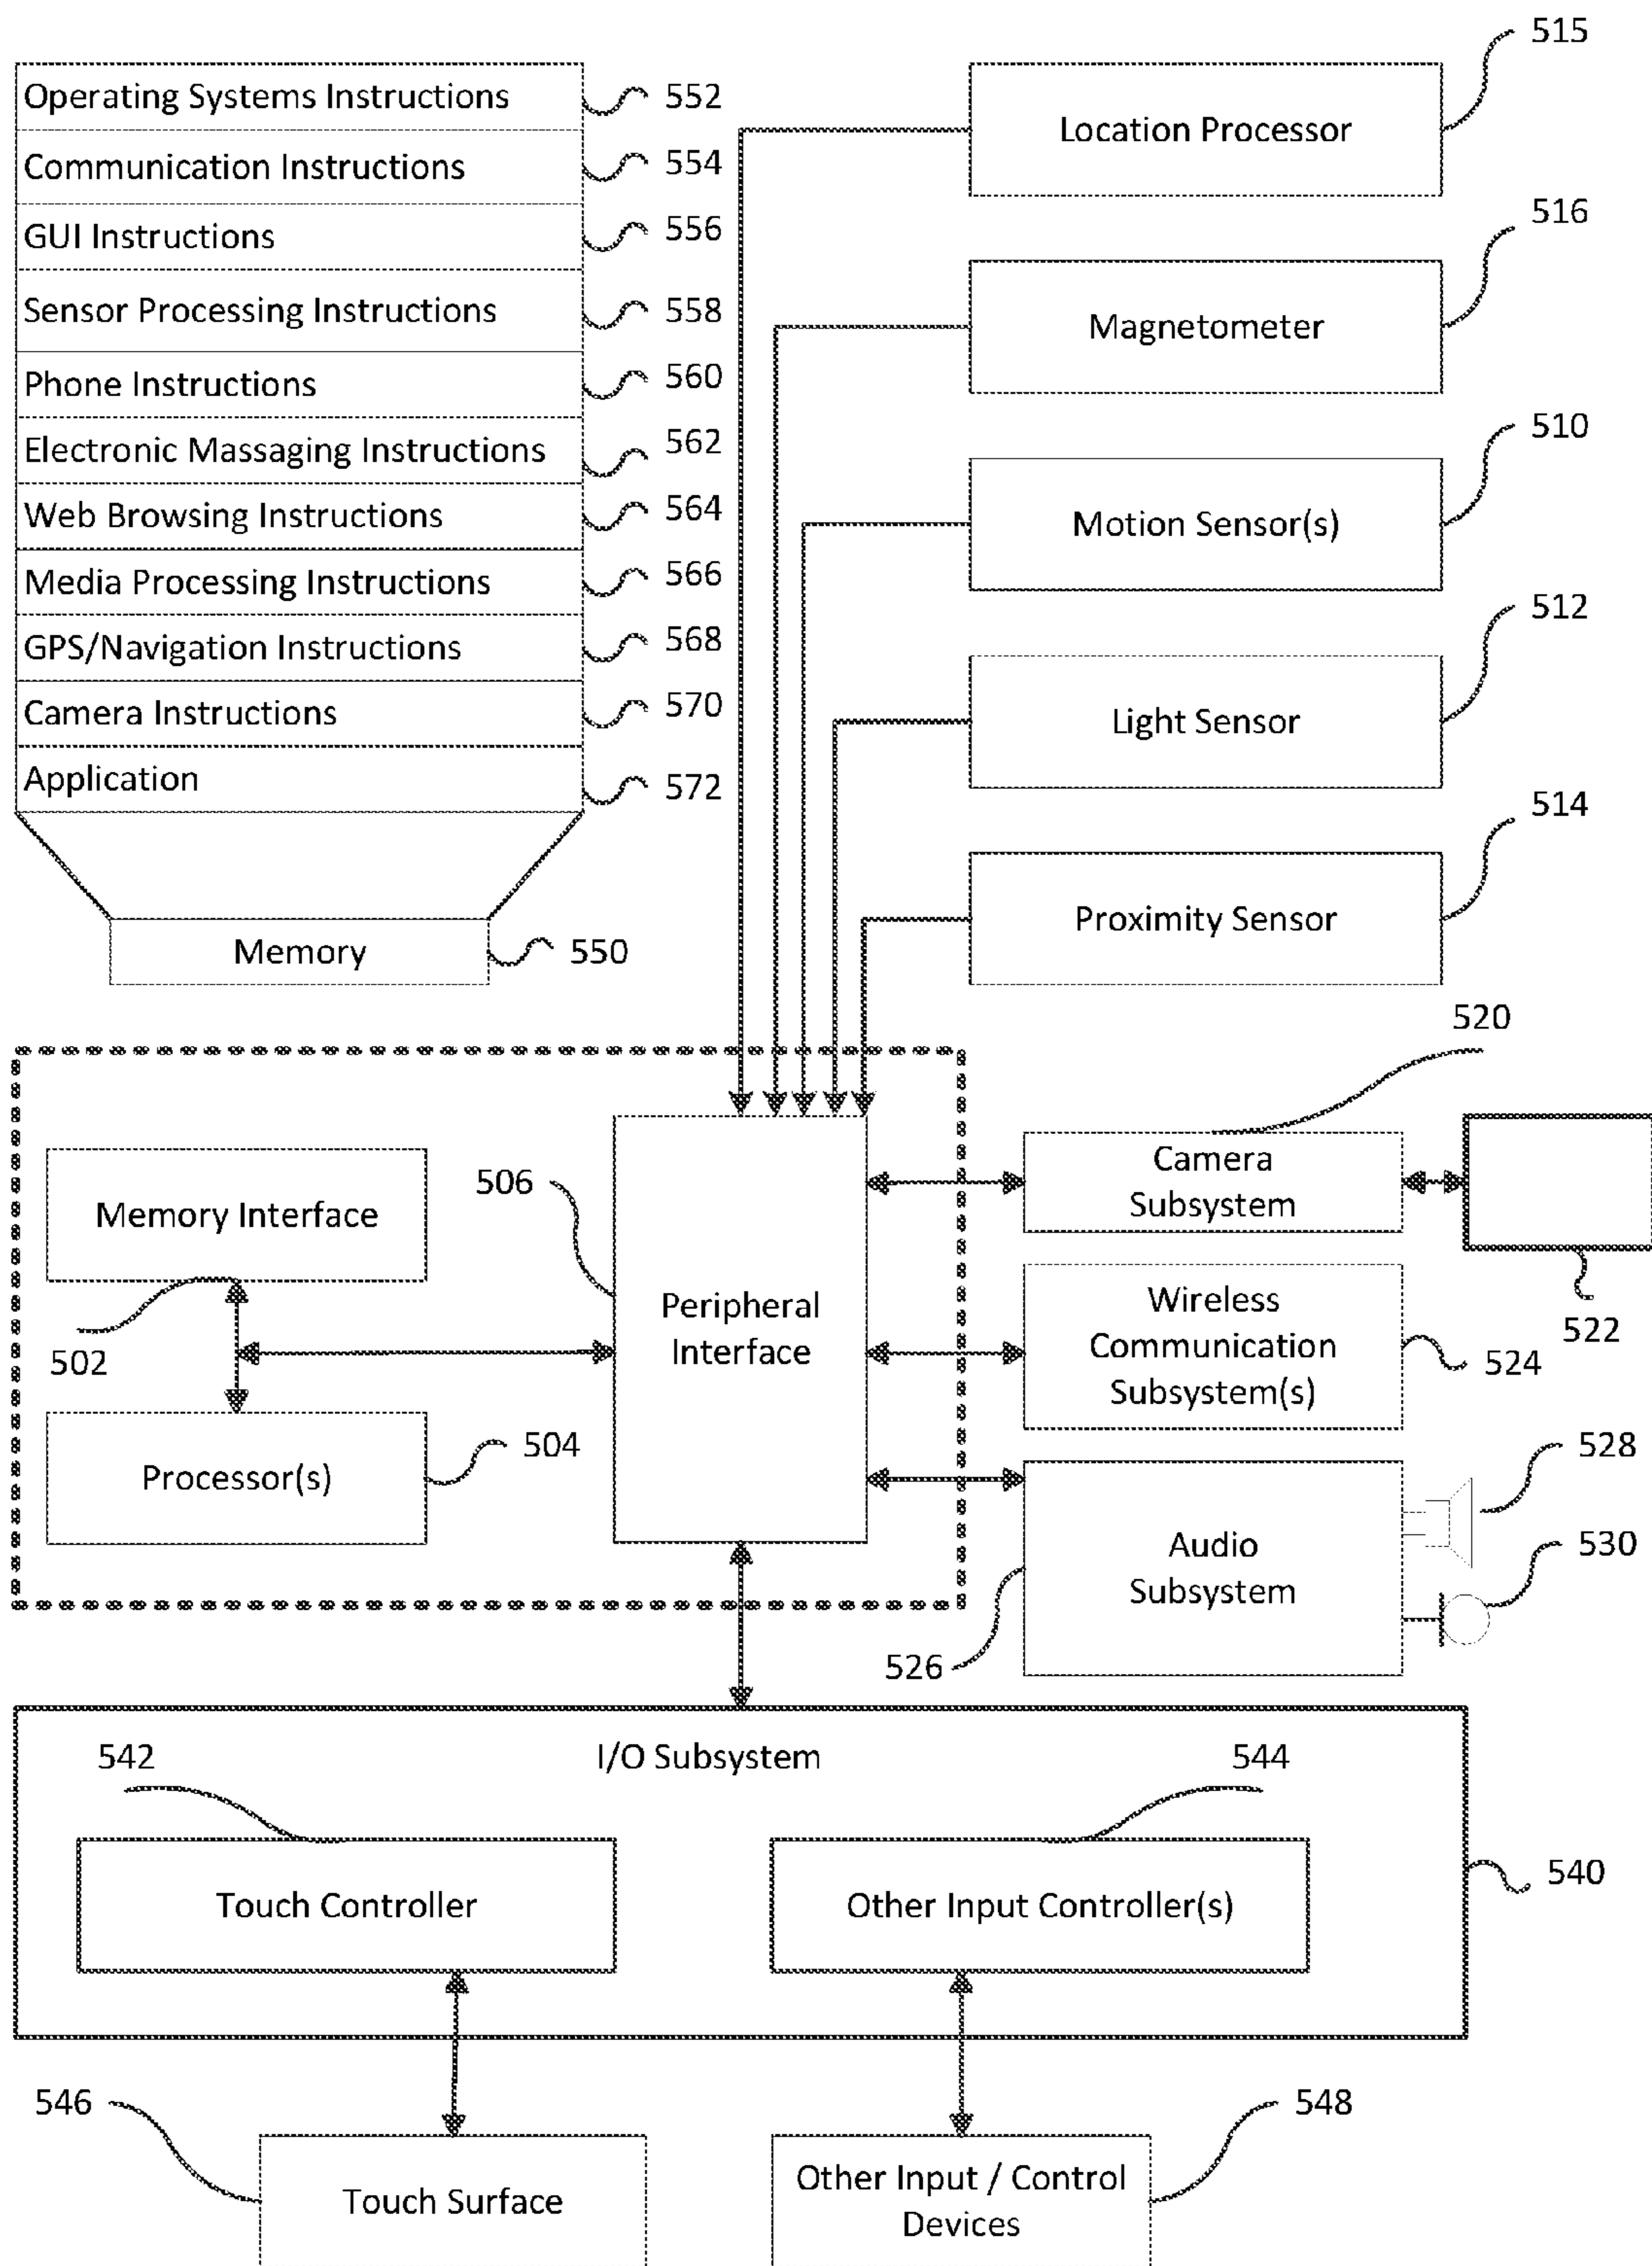 515
Operating Systems Instructions 552
Location Processor
Communication Instructions 554
516
GUI Instructions 556
Sensor Processing Instructions 558
Magnetometer
Phone Instructions 560
510
Electronic Massaging Instructions 562
Web Browsing Instructions 564
Motion Sensor(s)
Media Processing Instructions 566
512
GPS/Navigation Instructions 568
Camera Instructions 570
Light Sensor
Application 572
514
Proximity Sensor
Memory 550
520
Camera
Subsystem
506
Memory Interface
Peripheral
Interface
Wireless
Communication
Subsystem(s)
522
502
524
504
Processor(s)
528
530
Audio
Subsystem
526
542
I/O Subsystem
544
Touch Controller
Other Input Controller(s)
540
546
548
Touch Surface
Other Input / Control
Devices